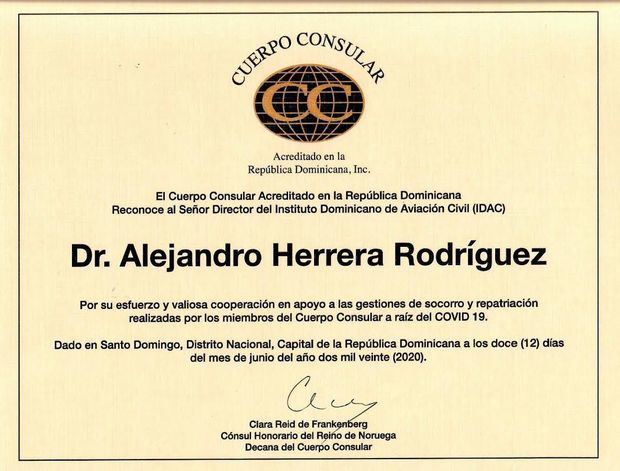 CUERPO CONSULAR
CC
Acreditado en la
República Dominicana, Inc.
El Cuerpo Consular Acreditado en la República Dominicana
Reconoce al Señor Director del Instituto Dominicano de Aviación Civil (IDAC)
Dr. Alejandro Herrera Rodríguez
Por su esfuerzo y valiosa cooperación en apoyo a las gestiones de socorro y repatriación
realizadas por los miembros del Cuerpo Consular a raíz del COVID 19.
Dado en Santo Domingo, Distrito Nacional, Capital de la República Dominicana a los doce (12) días
del mes de junio del año dos mil veinte (2020).
Clara Reid de Frankenberg
Cónsul Honorario del Reino de Noruega
Decana del Cuerpo Consular